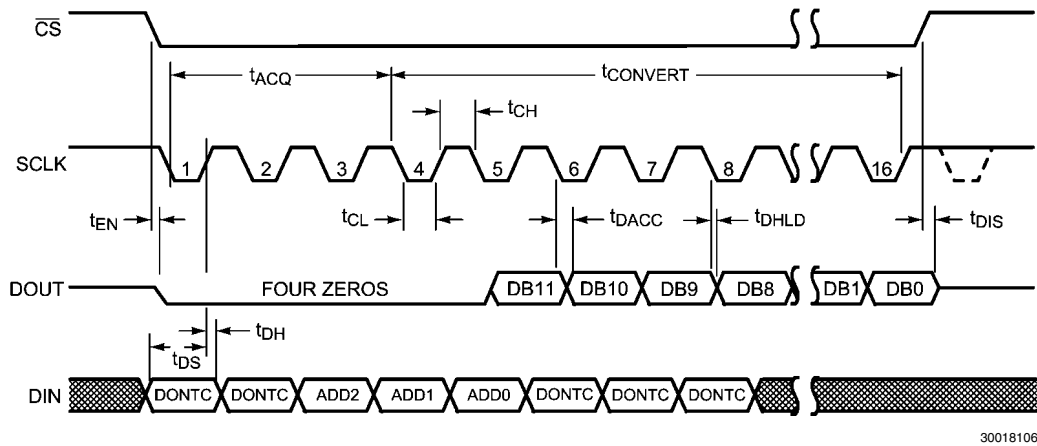 CS
tACQ
tCONVERT
tCH
SCLK
1 2 3 4 5 6 7 8 16
tEN
tCL
tDACC
tDHLD
tDIS
DOUT
FOUR ZEROS
DB11 DB10 DB9 DB8 DB1 DB0
tDH
tDS
DIN
DONTC DONTC ADD2 ADD1 ADD0 DONTC DONTC DONTC
30018106